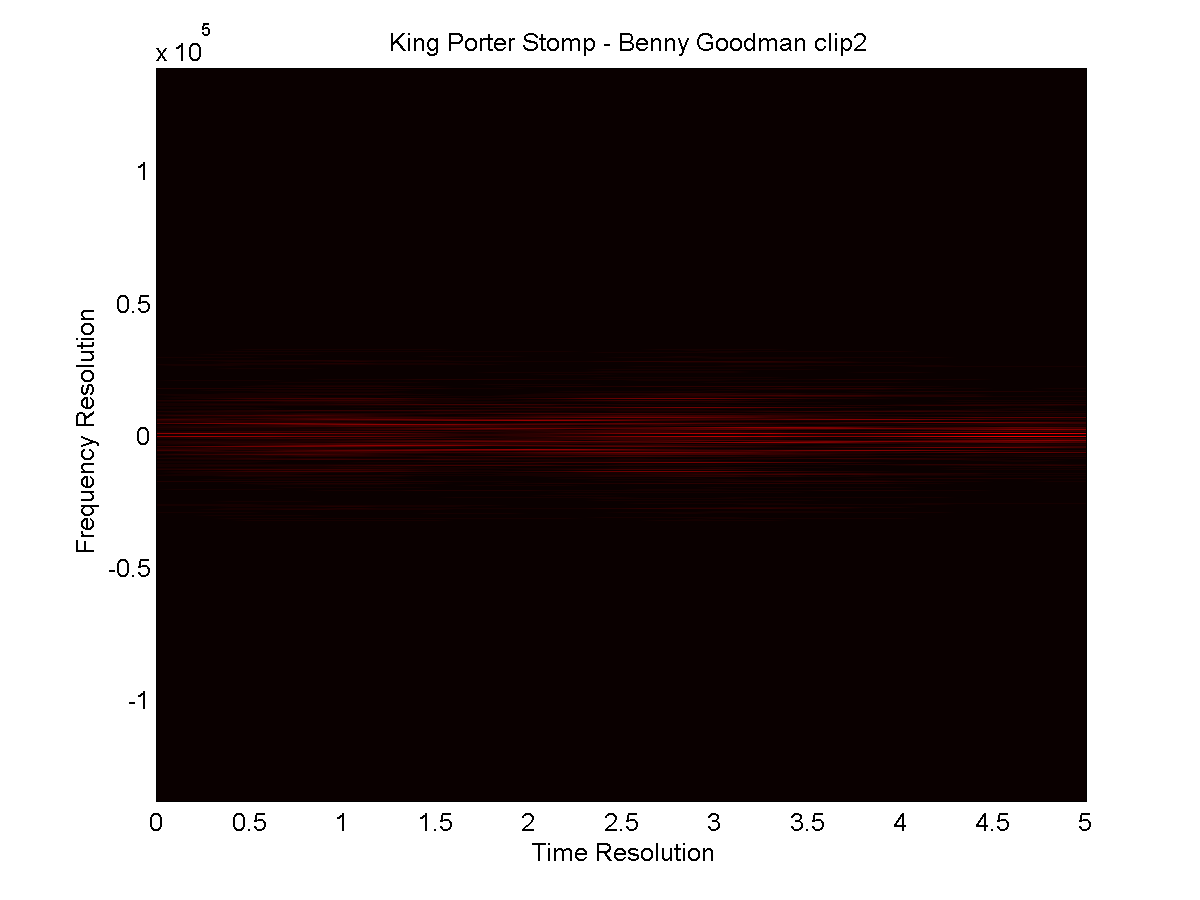 King Porter Stomp - Benny Goodman clip2
x 10^5
1
0.5
0
-0.5
-1
Frequency Resolution
0 0.5 1 1.5 2 2.5 3 3.5 4 4.5 5
Time Resolution